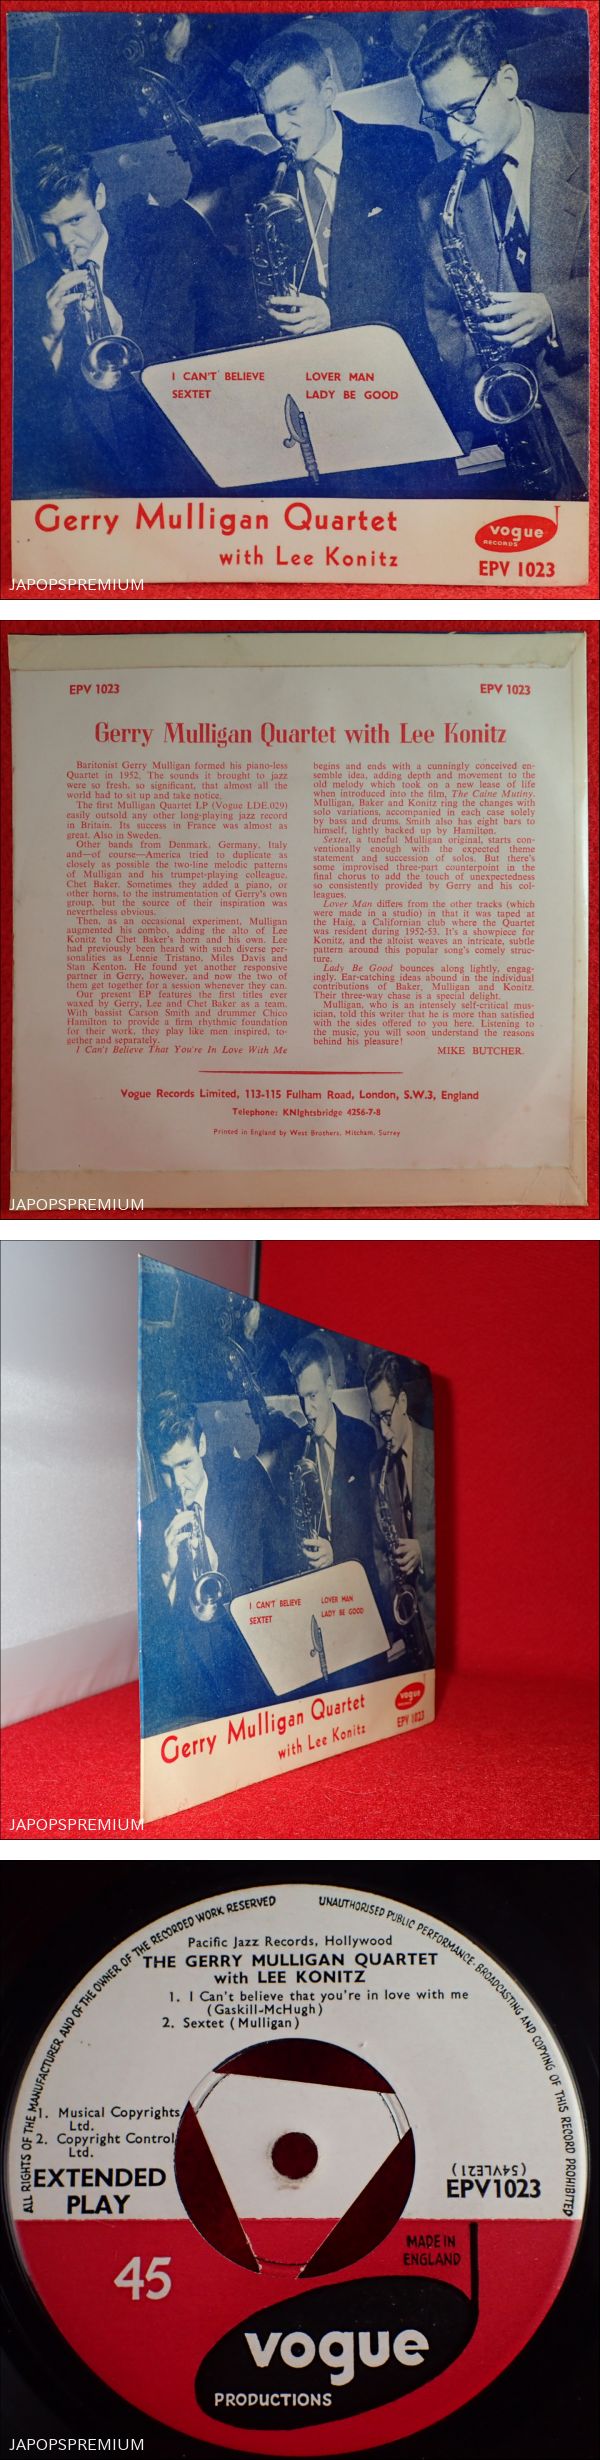 I CAN'T BELIEVE
SEXTET
LOVER MAN
LADY BE GOOD
Gerry Mulligan Quartet
with Lee Konitz
vogue
RECORDS
EPV 1023
JAPOPSPREMIUM
EPV 1023
EPV 1023
Gerry Mulligan Quartet with Lee Konitz
Baritonist Gerry Mulligan formed his piano-less
Quartet in 1952. The sounds it brought to jazz
were so fresh, so significant, that almost all the
world had to sit up and take notice.
The first Mulligan Quartet LP (Vogue LDE.029)
easily outsold any other long-playing jazz record
in Britain. Its success in France was almost as
great. Also in Sweden.
Other bands from Denmark, Germany, Italy
and—of course—America tried to duplicate as
closely as possible the two-line melodic patterns
of Mulligan and his trumpet-playing colleague,
Chet Baker. Sometimes they added a piano, or
other horns, to the instrumentation of Gerry's own
group, but the source of their inspiration was
nevertheless obvious.
Then, as an occasional experiment, Mulligan
augmented his combo, adding the alto of Lee
Konitz to Chet Baker's horn and his own. Lee
had previously been heard with such diverse per-
sonalities as Lennie Tristano, Miles Davis and
Stan Kenton. He found yet another responsive
partner in Gerry, however, and now the two of
them get together for a session whenever they can.
Our present EP features the first titles ever
waxed by Gerry, Lee and Chet Baker as a team.
With bassist Carson Smith and drummer Chico
Hamilton to provide a firm rhythmic foundation
for their work, they play like men inspired, to-
gether and separately.
I Can't Believe That You're In Love With Me
begins and ends with a cunningly conceived en-
semble idea, adding depth and movement to the
old melody which took on a new lease of life
when introduced into the film, The Caine Mutiny.
Mulligan, Baker and Konitz ring the changes with
solo variations, accompanied in each case solely
by bass and drums. Smith also has eight bars to
himself, lightly backed up by Hamilton.
Sextet, a tuneful Mulligan original, starts con-
ventionally enough with the expected theme
statement and succession of solos. But there's
some improvised three-part counterpoint in the
final chorus to add the touch of unexpectedness
so consistently provided by Gerry and his col-
leagues.
Lover Man differs from the other tracks (which
were made in a studio) in that it was taped at
the Haig, a Californian club where the Quartet
was resident during 1952-53. It's a showpiece for
Konitz, and the altoist weaves an intricate, subtle
pattern around this popular song's comely struc-
ture.
Lady Be Good bounces along lightly, engag-
ingly. Ear-catching ideas abound in the individual
contributions of Baker, Mulligan and Konitz.
Their three-way chase is a special delight.
Mulligan, who is an intensely self-critical mus-
ician, told this writer that he is more than satisfied
with the sides offered to you here. Listening to
the music, you will soon understand the reasons
behind his pleasure!
MIKE BUTCHER.
Vogue Records Limited, 113-115 Fulham Road, London, S.W.3, England
Telephone: KNIghtsbridge 4256-7-8
Printed in England by West Brothers, Mitcham, Surrey
JAPOPSPREMIUM
I CAN'T BELIEVE
SEXTET
LOVER MAN
LADY BE GOOD
Gerry Mulligan Quartet
with Lee Konitz
vogue
RECORDS
EPV 1023
JAPOPSPREMIUM
ALL RIGHTS OF THE MANUFACTURER AND OF THE OWNER OF THE RECORDED WORK RESERVED
UNAUTHORISED PUBLIC PERFORMANCE, BROADCASTING AND COPYING OF THIS RECORD PROHIBITED
Pacific Jazz Records, Hollywood
THE GERRY MULLIGAN QUARTET
with LEE KONITZ
1. I Can't believe that you're in love with me
(Gaskill-McHugh)
2. Sextet (Mulligan)
1. Musical Copyrights
Ltd.
2. Copyright Control
Ltd.
EXTENDED
PLAY
(54VLE121)
EPV1023
45
MADE IN
ENGLAND
vogue
PRODUCTIONS
JAPOPSPREMIUM